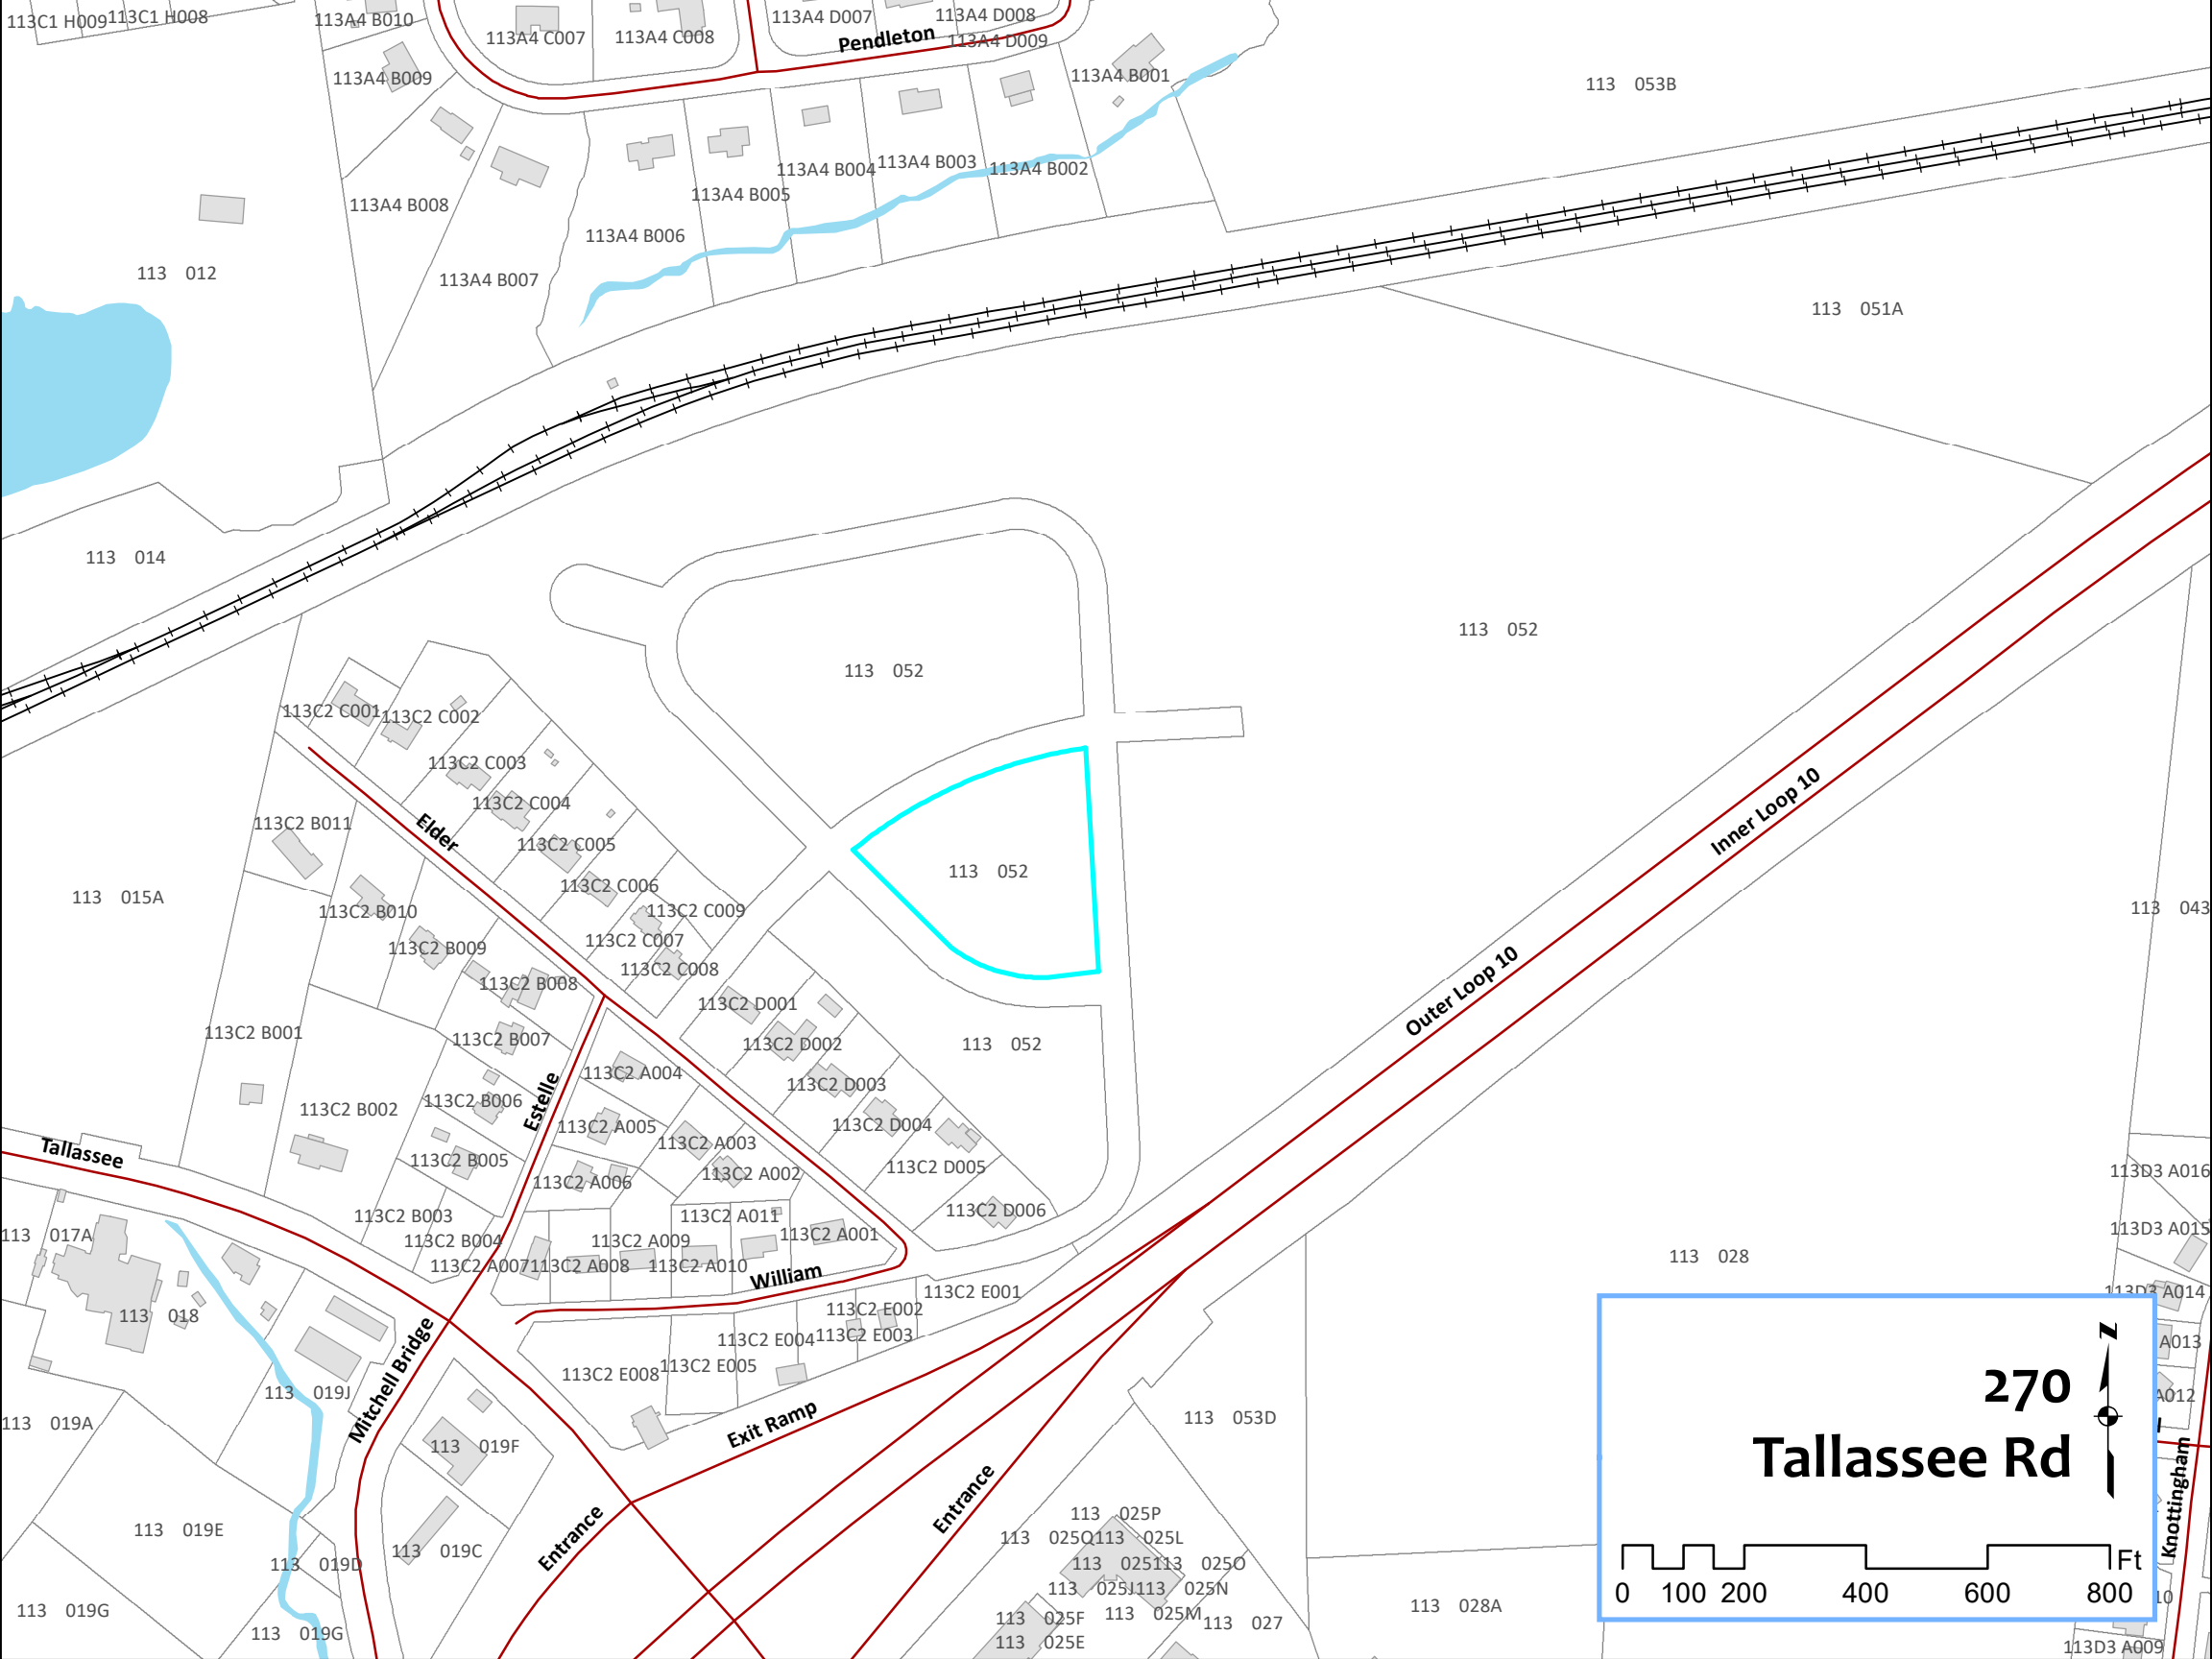 113C1 H009
113C1 H008
113A4 B010
113A4 C007
113A4 C008
113A4 D007
113A4 D008
Pendleton
113A4 D009
113A4 B009
113A4 B001
113 053B
113A4 B004
113A4 B003
113A4 B002
113A4 B005
113A4 B008
113A4 B006
113 012
113A4 B007
113 051A
113 014
113 052
113 052
113C2 C001
113C2 C002
113C2 C003
113C2 C004
Elder
113C2 B011
113C2 C005
Inner Loop 10
113 052
113C2 C006
113 015A
113C2 B010
113C2 C009
113 043
113C2 B009
113C2 C007
113C2 C008
113C2 B008
Outer Loop 10
113C2 D001
113C2 B001
113C2 B007
113C2 D002
113 052
113C2 A004
113C2 D003
Estelle
113C2 B006
113C2 B002
113C2 A005
113C2 D004
113C2 A003
Tallassee
113C2 B005
113C2 A002
113C2 D005
113D3 A016
113C2 A006
113C2 B003
113C2 A011
113C2 D006
113D3 A015
113 017A
113C2 B004
113C2 A009
113C2 A001
113 028
113C2 A007
113C2 A008
113C2 A010
William
113C2 E001
113D3 A014
113 018
113C2 E002
113C2 E004
113C2 E003
A013
113C2 E005
113C2 E008
Mitchell Bridge
113 019J
A012
113 019A
Exit Ramp
113 053D
113 019F
270
Tallassee Rd
Knottingham
Entrance
Entrance
113 025P
113 019E
113 025Q
113 025L
113 019D
113 019C
113 025
113 025O
113 025J
113 025N
113 019G
113 025F
113 025M
113 027
113 028A
113 019G
113 025E
113D3 A009
10
N
Ft
0 100 200 400 600 800